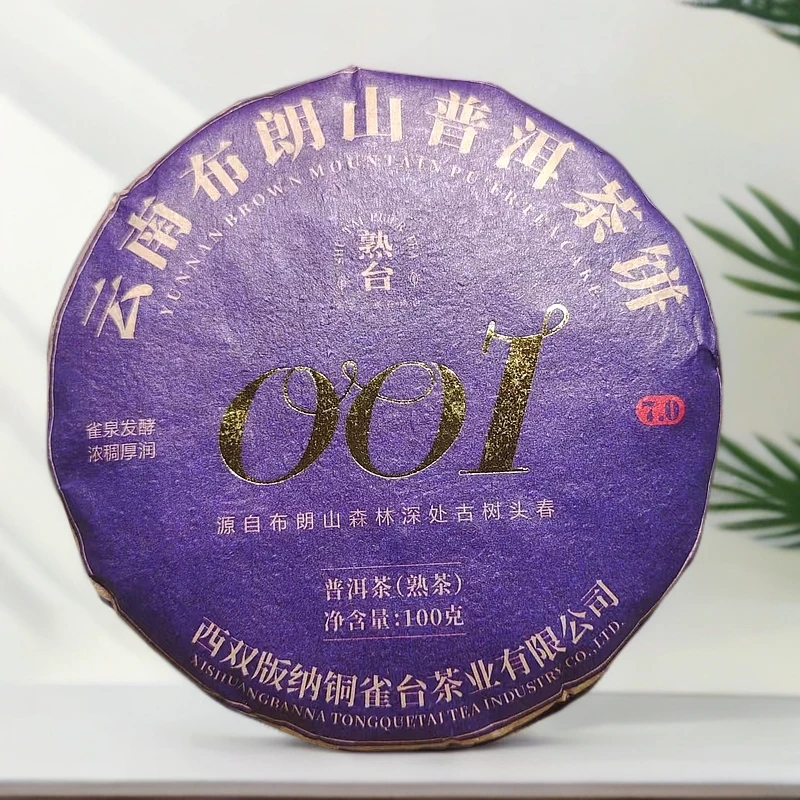 云南布朗山普洱茶饼
YUNNAN BROWN MOUNTAIN PU'ER TEA CAKE
熟台
001
7.0
雀泉发酵
浓稠厚润
源自布朗山森林深处古树头春
普洱茶(熟茶)
净含量:100克
西双版纳铜雀台茶业有限公司
XISHUANGBANNA TONGQUETAI TEA INDUSTRY CO.,LTD.